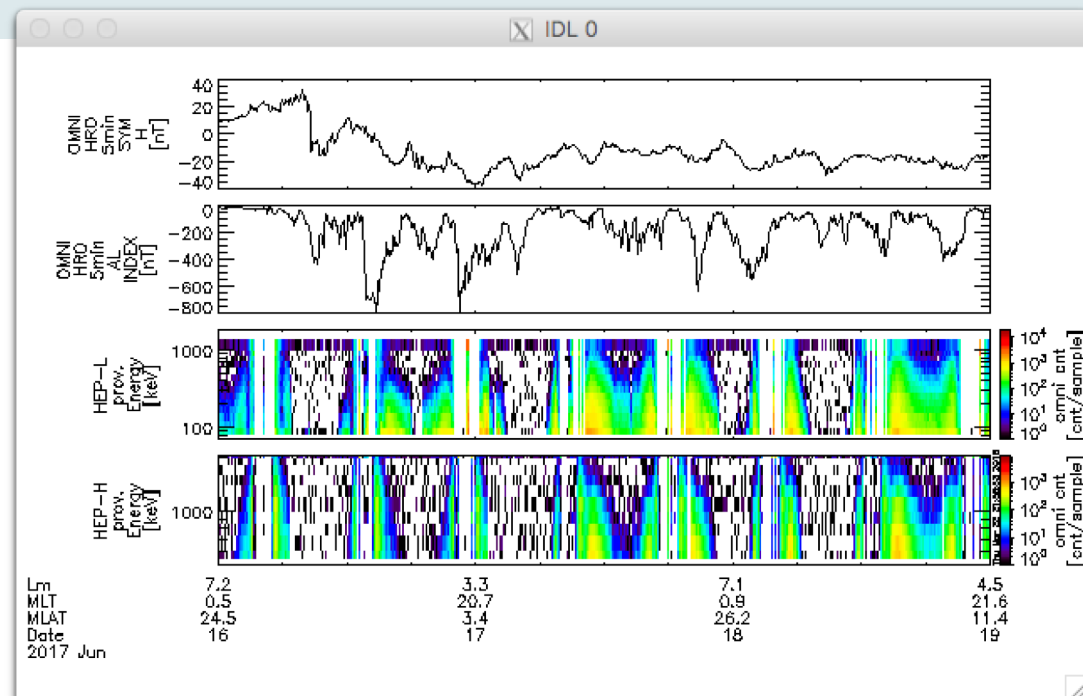 IDL 0
OMNI
HRO
5min
SYM
H
[nT]
40
20
0
-20
-40
OMNI
HRO
5min
AL
INDEX
[nT]
0
-200
-400
-600
-800
HEP-L
prov.
Energy
[keV]
1000
100
10⁴
10³
10²
10¹
10⁰
omni cnt
[cnt/sample]
HEP-H
prov.
Energy
[keV]
1000
10³
10²
10¹
10⁰
omni cnt
[cnt/sample]
Lm 7.2 3.3 7.1 4.5
MLT 0.5 20.7 0.9 21.6
MLAT 24.5 3.4 26.2 11.4
Date 16 17 18 19
2017 Jun